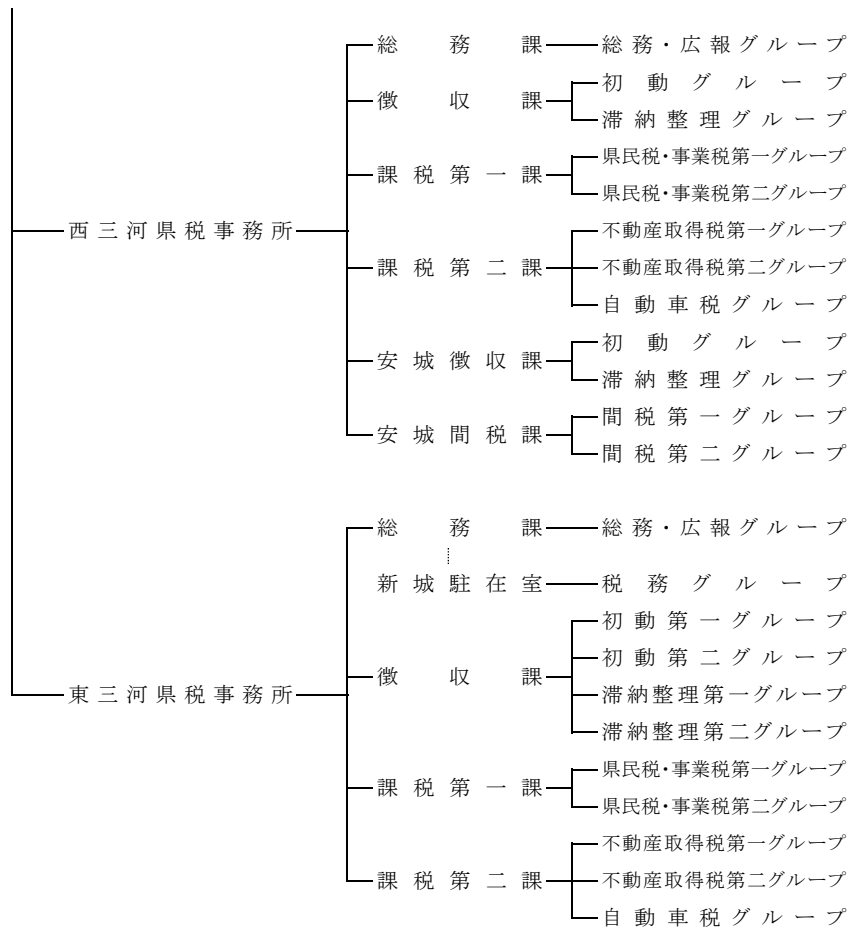 総務課 総務・広報グループ
初動グループ
徴収課
滞納整理グループ
県民税・事業税第一グループ
課税第一課
県民税・事業税第二グループ
不動産取得税第一グループ
西三河県税事務所
課税第二課 不動産取得税第二グループ
自動車税グループ
初動グループ
安城徴収課
滞納整理グループ
間税第一グループ
安城間税課
間税第二グループ
総務課 総務・広報グループ
新城駐在室 税務グループ
初動第一グループ
初動第二グループ
徴収課
東三河県税事務所
滞納整理第一グループ
滞納整理第二グループ
県民税・事業税第一グループ
課税第一課
県民税・事業税第二グループ
不動産取得税第一グループ
課税第二課 不動産取得税第二グループ
自動車税グループ